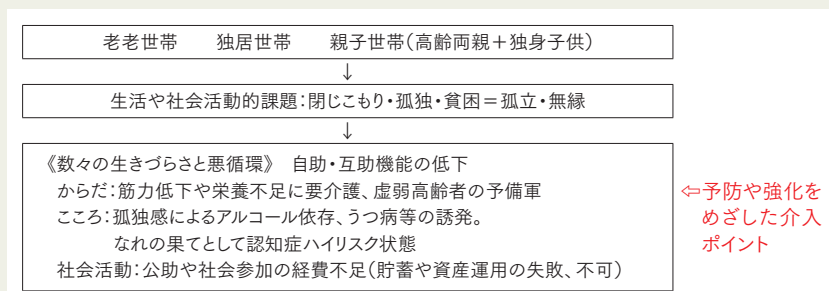 老老世帯　　独居世帯　　親子世帯(高齢両親＋独身子供)
↓
生活や社会活動的課題：閉じこもり・孤独・貧困＝孤立・無縁
↓
《数々の生きづらさと悪循環》　自助・互助機能の低下
からだ：筋力低下や栄養不足に要介護、虚弱高齢者の予備軍
こころ：孤独感によるアルコール依存、うつ病等の誘発。
なれの果てとして認知症ハイリスク状態
社会活動：公助や社会参加の経費不足(貯蓄や資産運用の失敗、不可)
⇦予防や強化を
めざした介入
ポイント